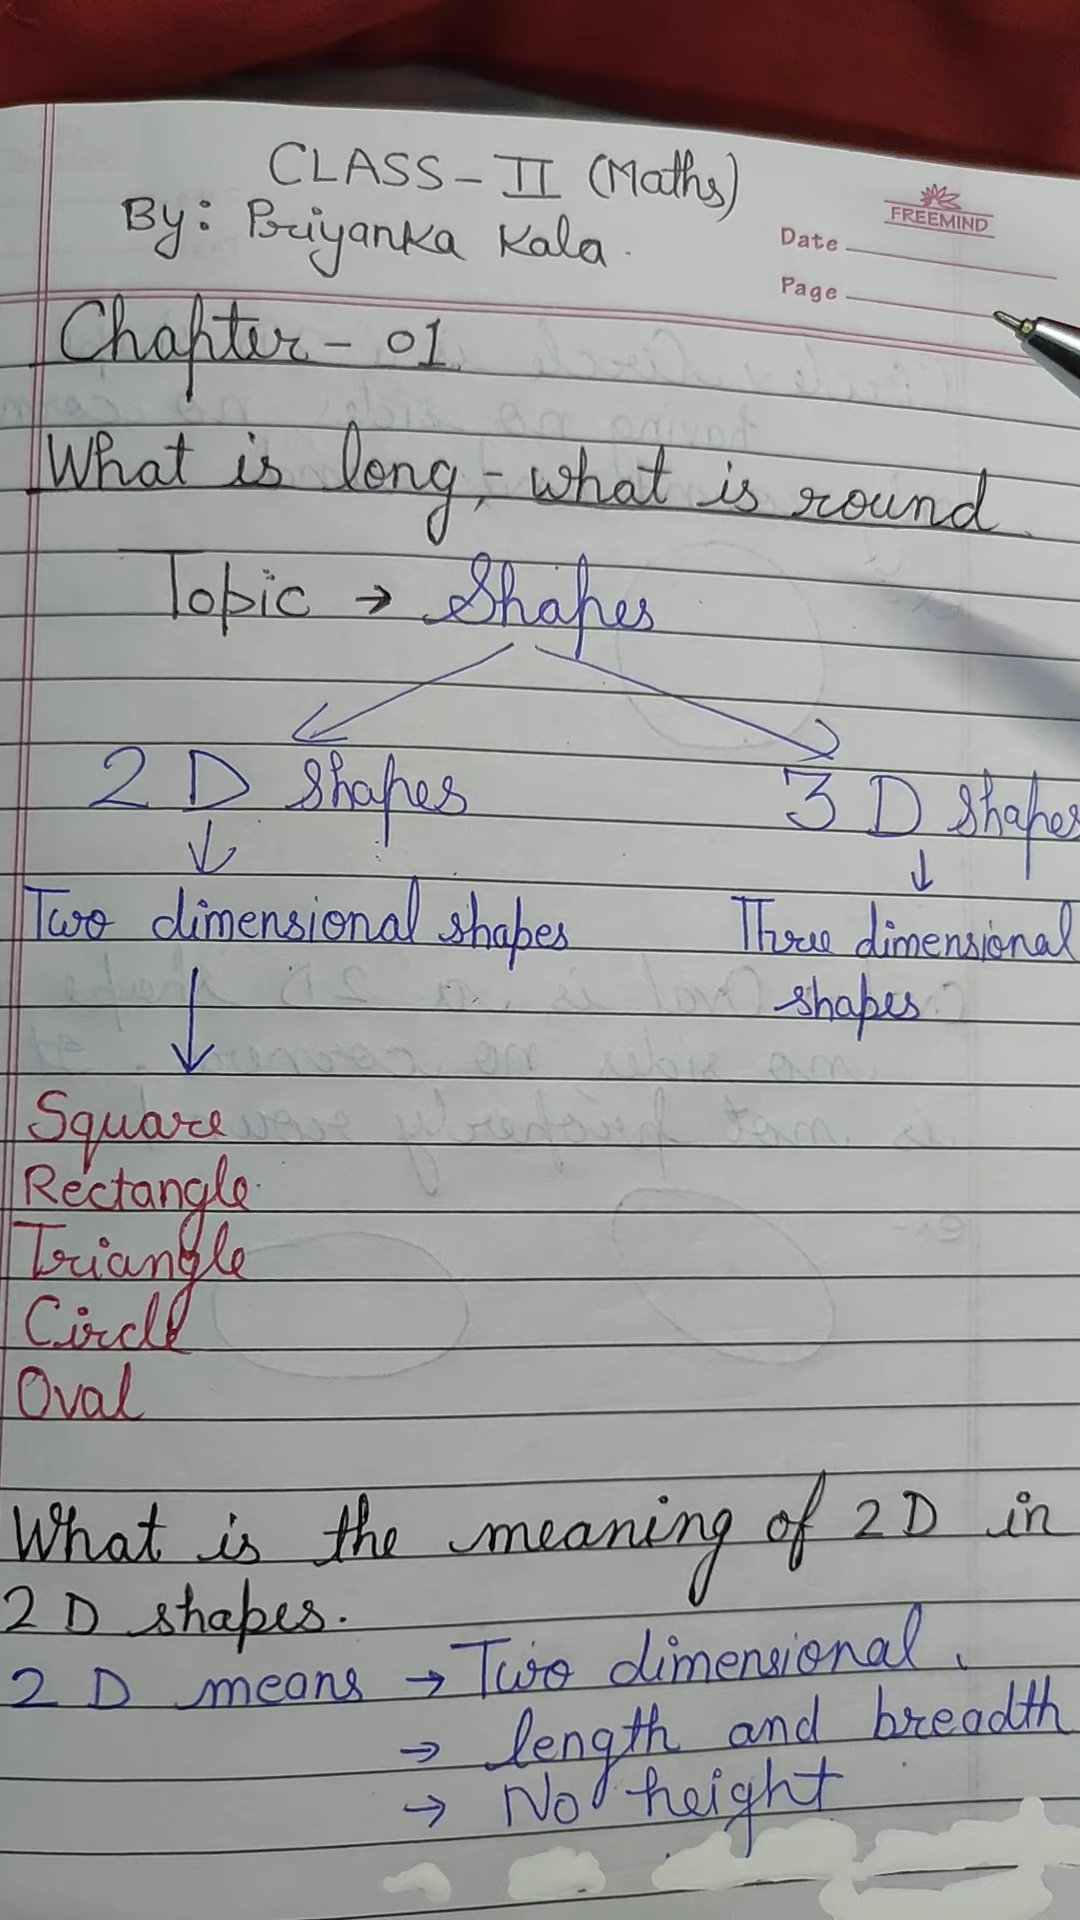 CLASS - II (Maths)
By: Priyanka Kala.
FREEMIND
Date
Page
Chapter - 01.
What is long, - what is round.
Topic → Shapes
2 D shapes
3 D shapes
Two dimensional shapes
Three dimensional
shapes
Square
Rectangle
Triangle
Circle
Oval
What is the meaning of 2D in
2 D shapes.
2 D means → Two dimensional.
→ length and breadth
→ No height